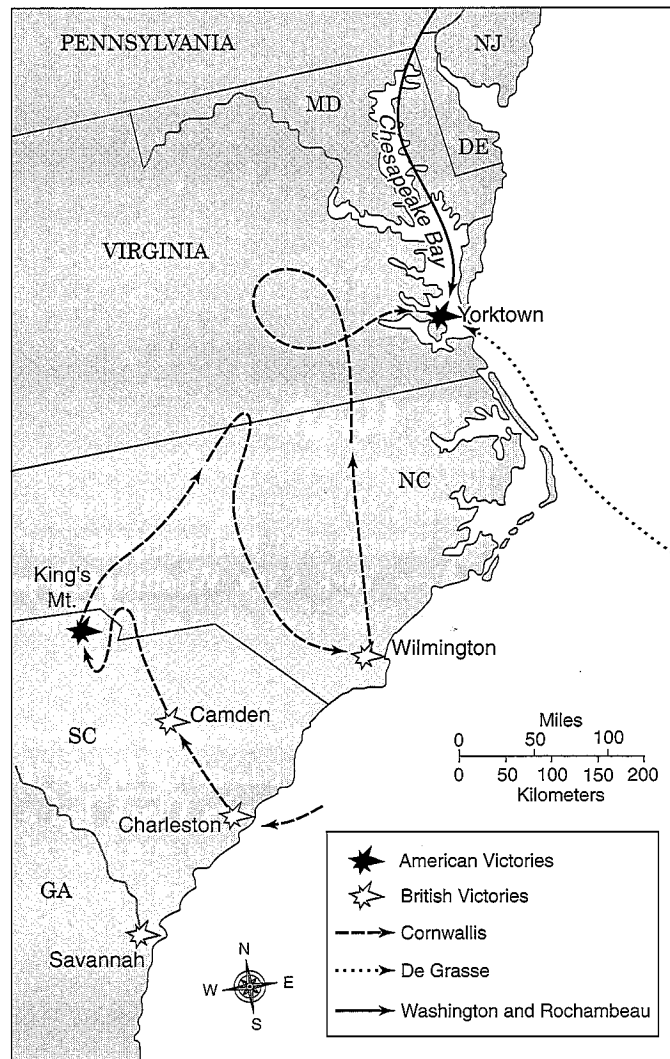 PENNSYLVANIA
NJ
MD
DE
Chesapeake Bay
VIRGINIA
Yorktown
NC
King's
Mt.
Wilmington
Camden
SC
Miles
0 50 100
0 50 100 150 200
Kilometers
Charleston
GA
Savannah
N
W E
S
American Victories
British Victories
Cornwallis
De Grasse
Washington and Rochambeau